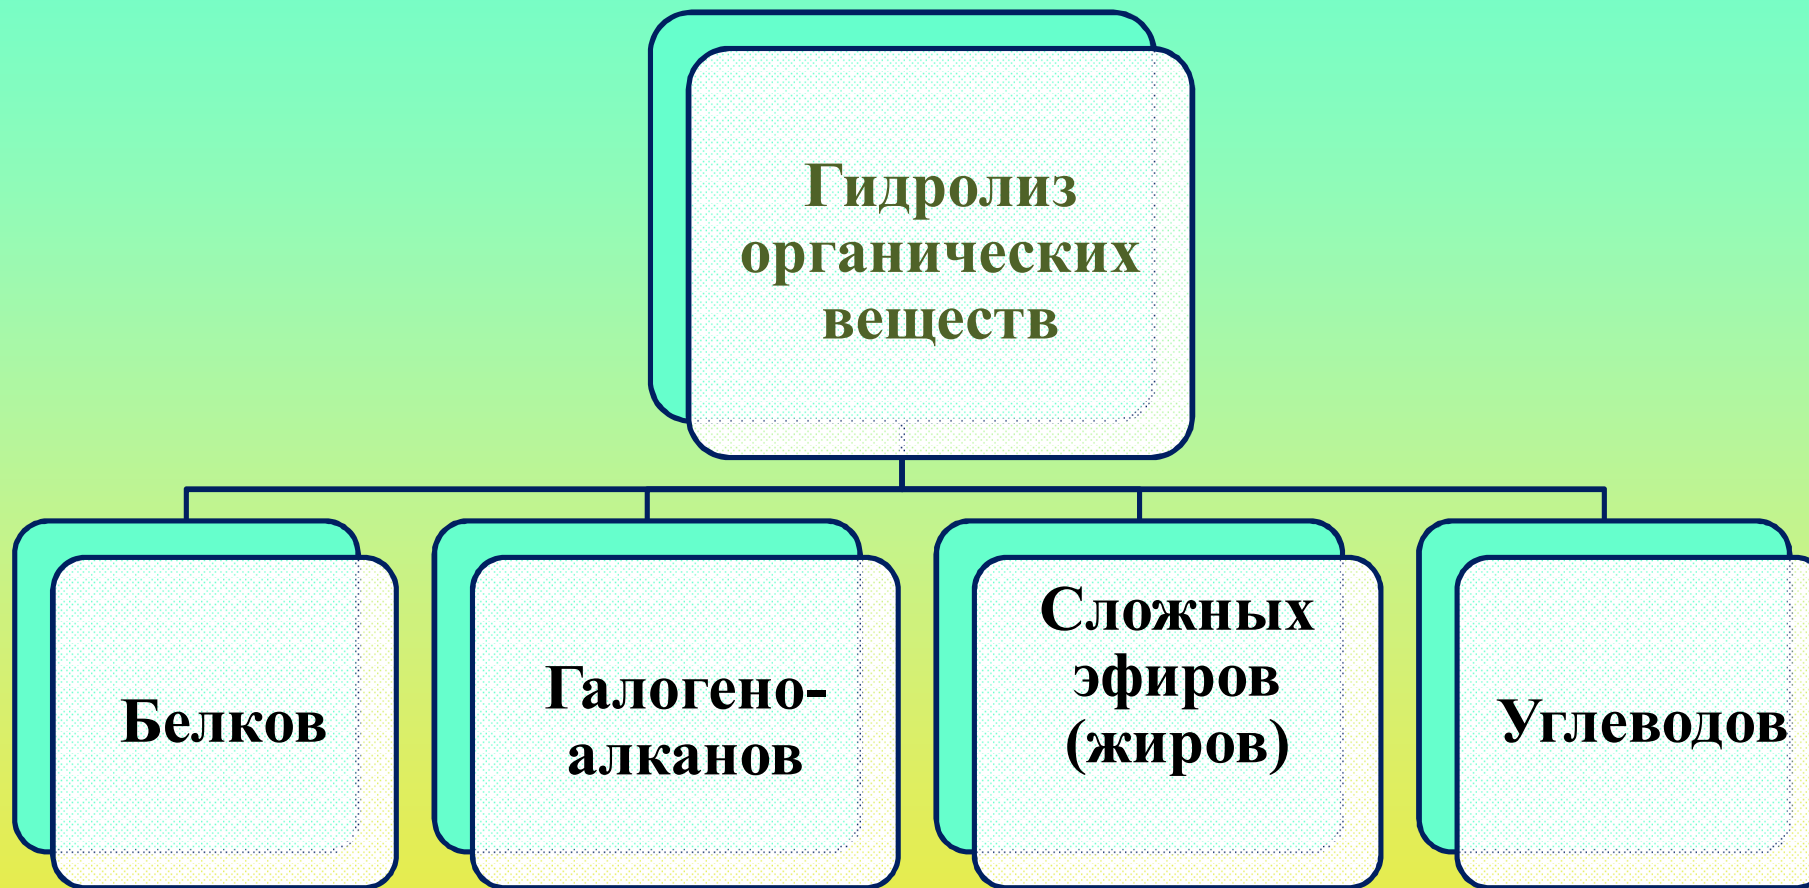 Гидролиз
органических
веществ
Белков
Галогено-
алканов
Сложных
эфиров
(жиров)
Углеводов